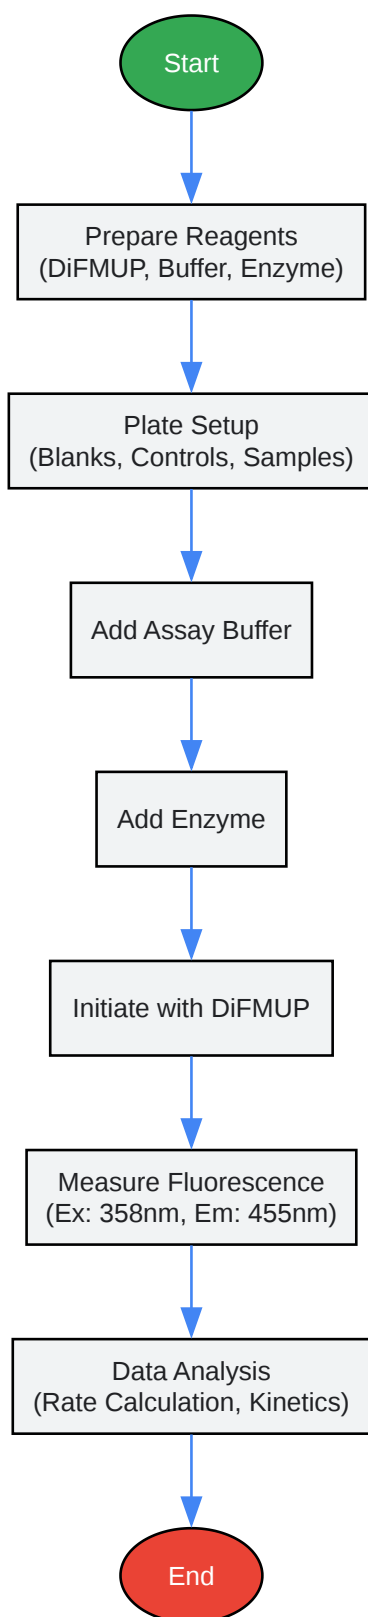 Start
Prepare Reagents
(DiFMUP, Buffer, Enzyme)
Plate Setup
(Blanks, Controls, Samples)
Add Assay Buffer
Add Enzyme
Initiate with DiFMUP
Measure Fluorescence
(Ex: 358nm, Em: 455nm)
Data Analysis
(Rate Calculation, Kinetics)
End